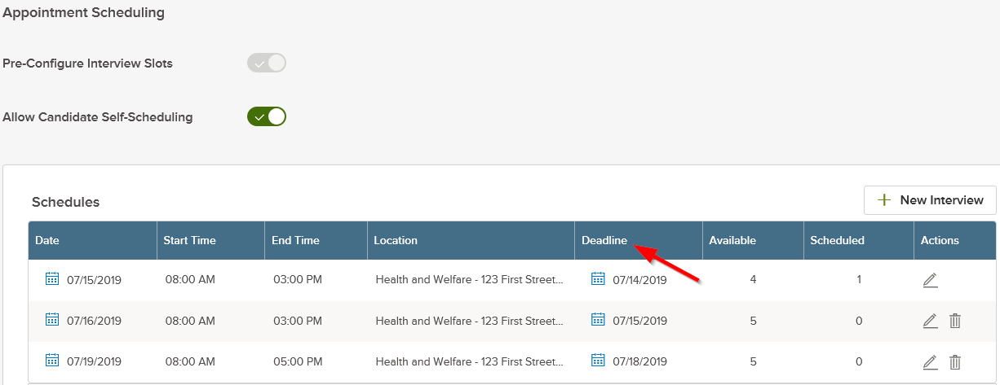 Appointment Scheduling
Pre-Configure Interview Slots
Allow Candidate Self-Scheduling
Schedules
New Interview
Date Start Time End Time Location Deadline Available Scheduled Actions
07/15/2019 08:00 AM 03:00 PM Health and Welfare - 123 First Street... 07/14/2019 4 1
07/16/2019 08:00 AM 03:00 PM Health and Welfare - 123 First Street... 07/15/2019 5 0
07/19/2019 08:00 AM 05:00 PM Health and Welfare - 123 First Street... 07/18/2019 5 0